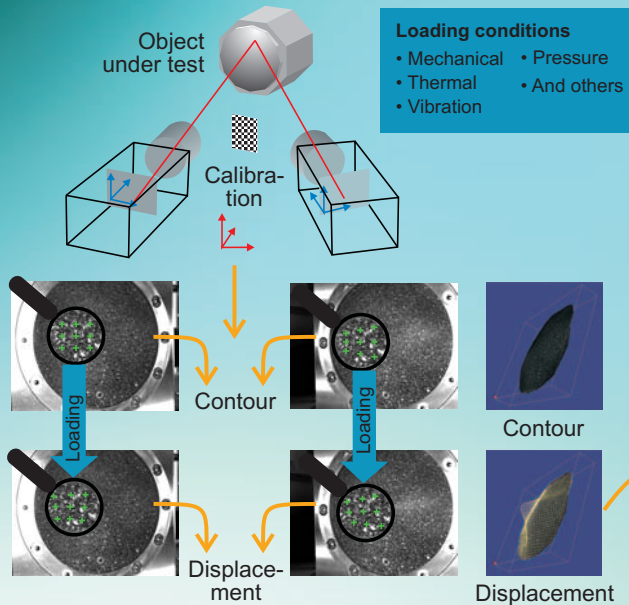 Object
under test
Loading conditions
• Mechanical
• Thermal
• Vibration
• Pressure
• And others
Calibra-
tion
Loading
Contour
Loading
Contour
Displace-
ment
Displacement